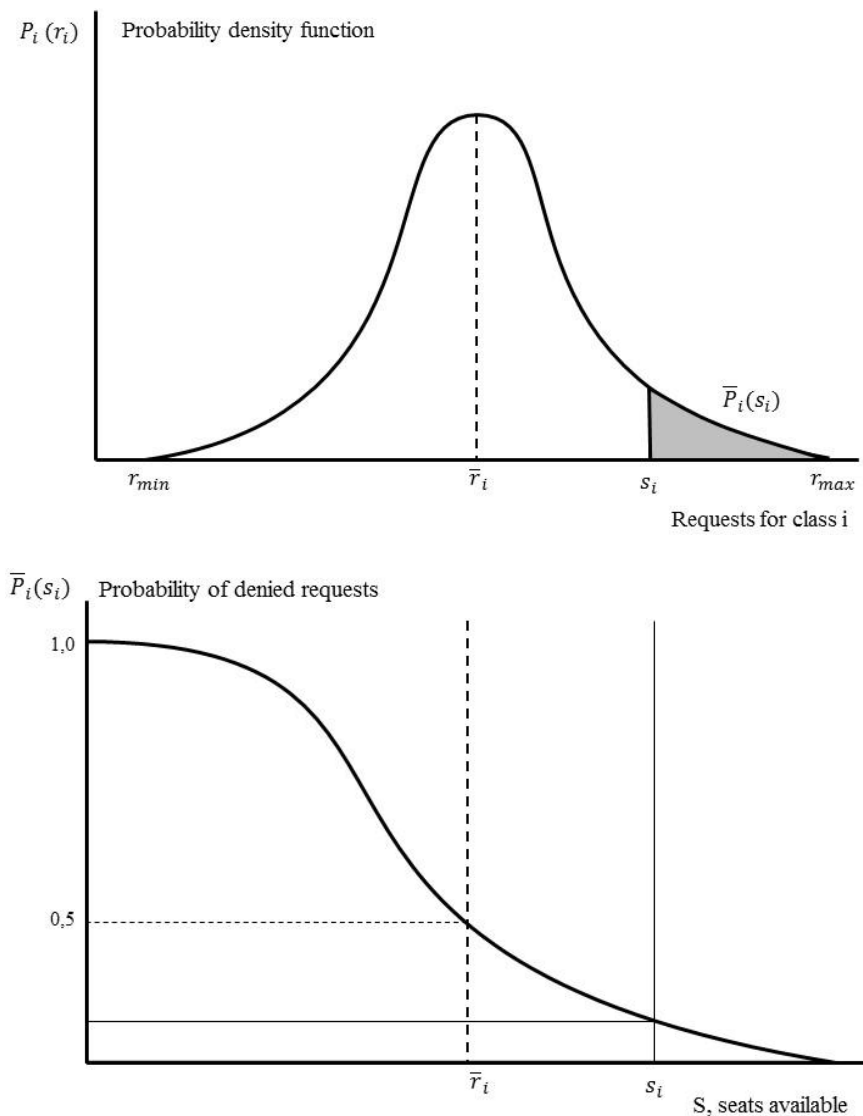 P_i (r_i) Probability density function
P̅_i(s_i)
r_min r̅_i s_i r_max
Requests for class i
P̅_i(s_i) Probability of denied requests
1,0
0,5
r̅_i s_i
S, seats available